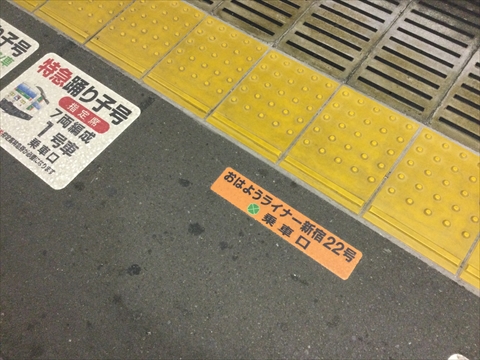 り子号
特急踊り子号
指定席
7両編成
1号車
乗車口
おはようライナー新宿22号
乗車口